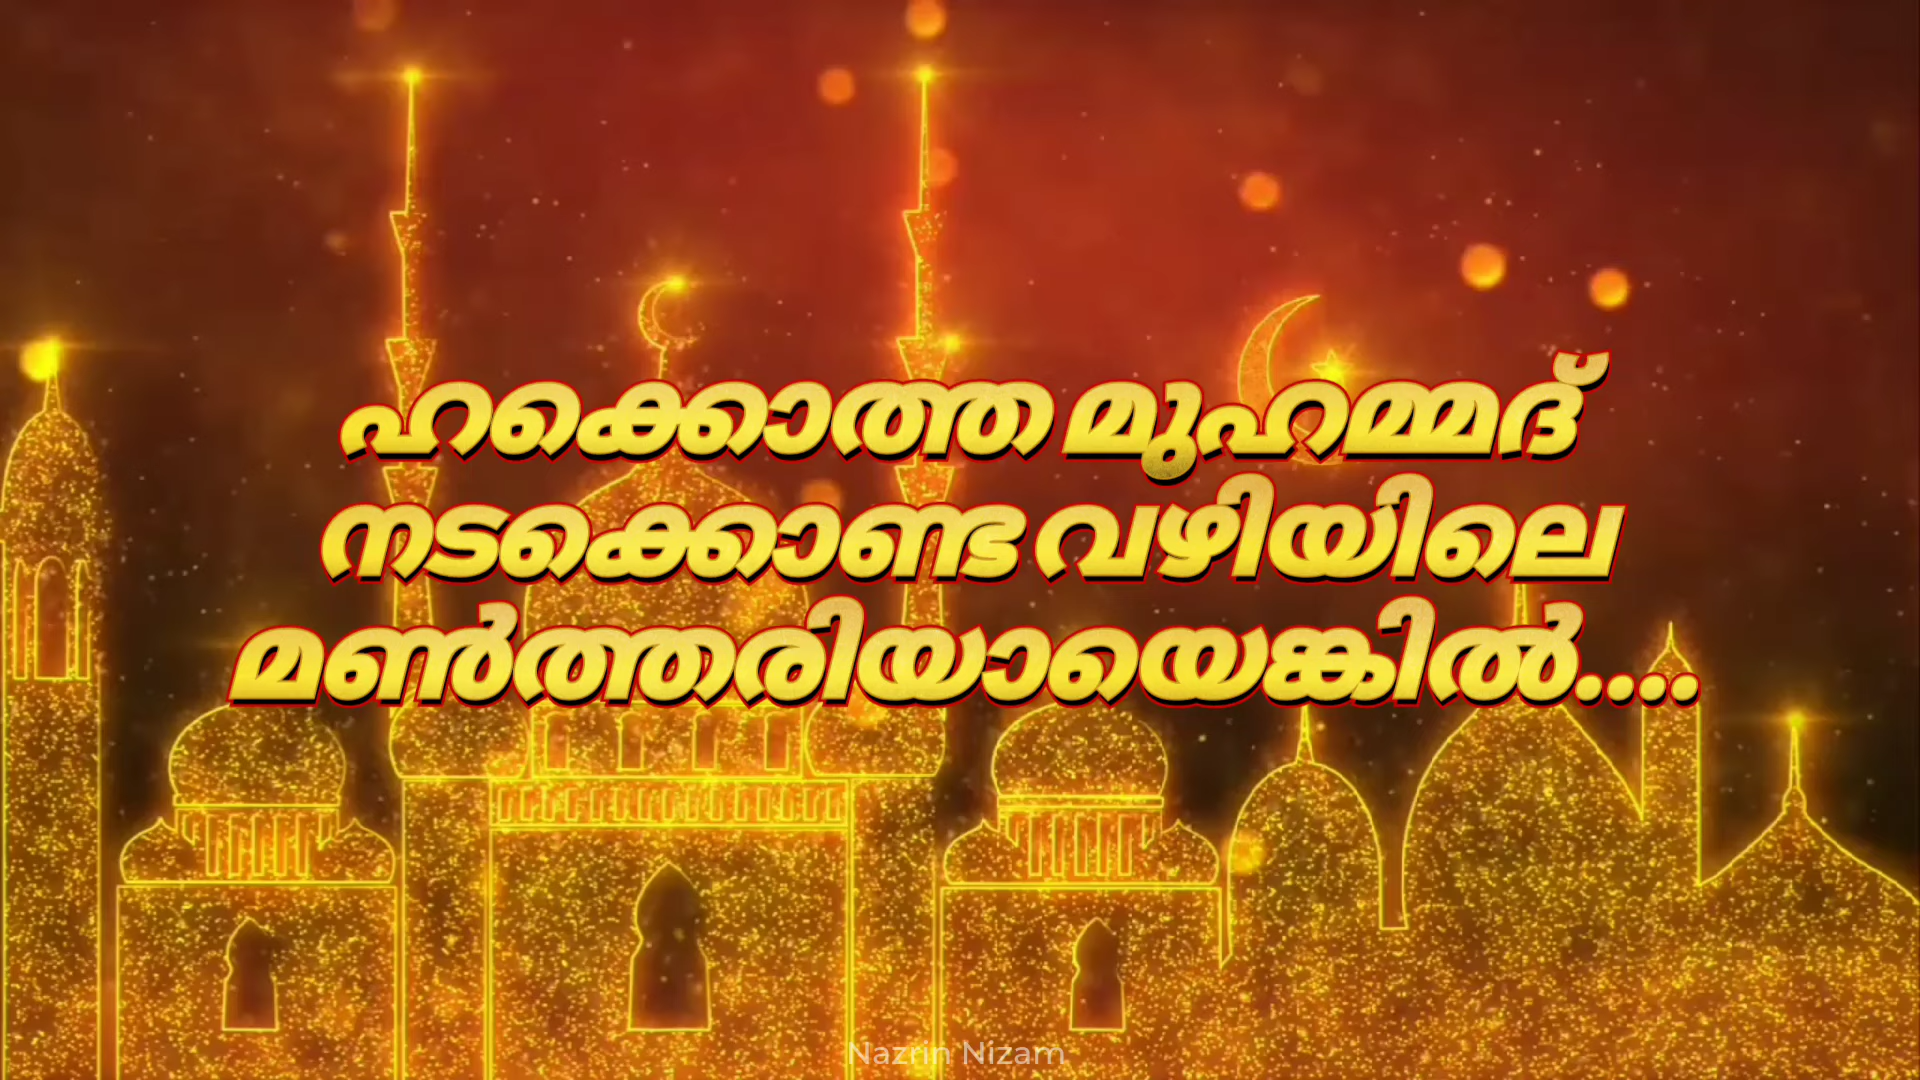 ഹക്കൊത്ത മുഹമ്മദ്
നടക്കൊണ്ട വഴിയിലെ
മൺത്തരിയായെങ്കിൽ....
Nazrin Nizam